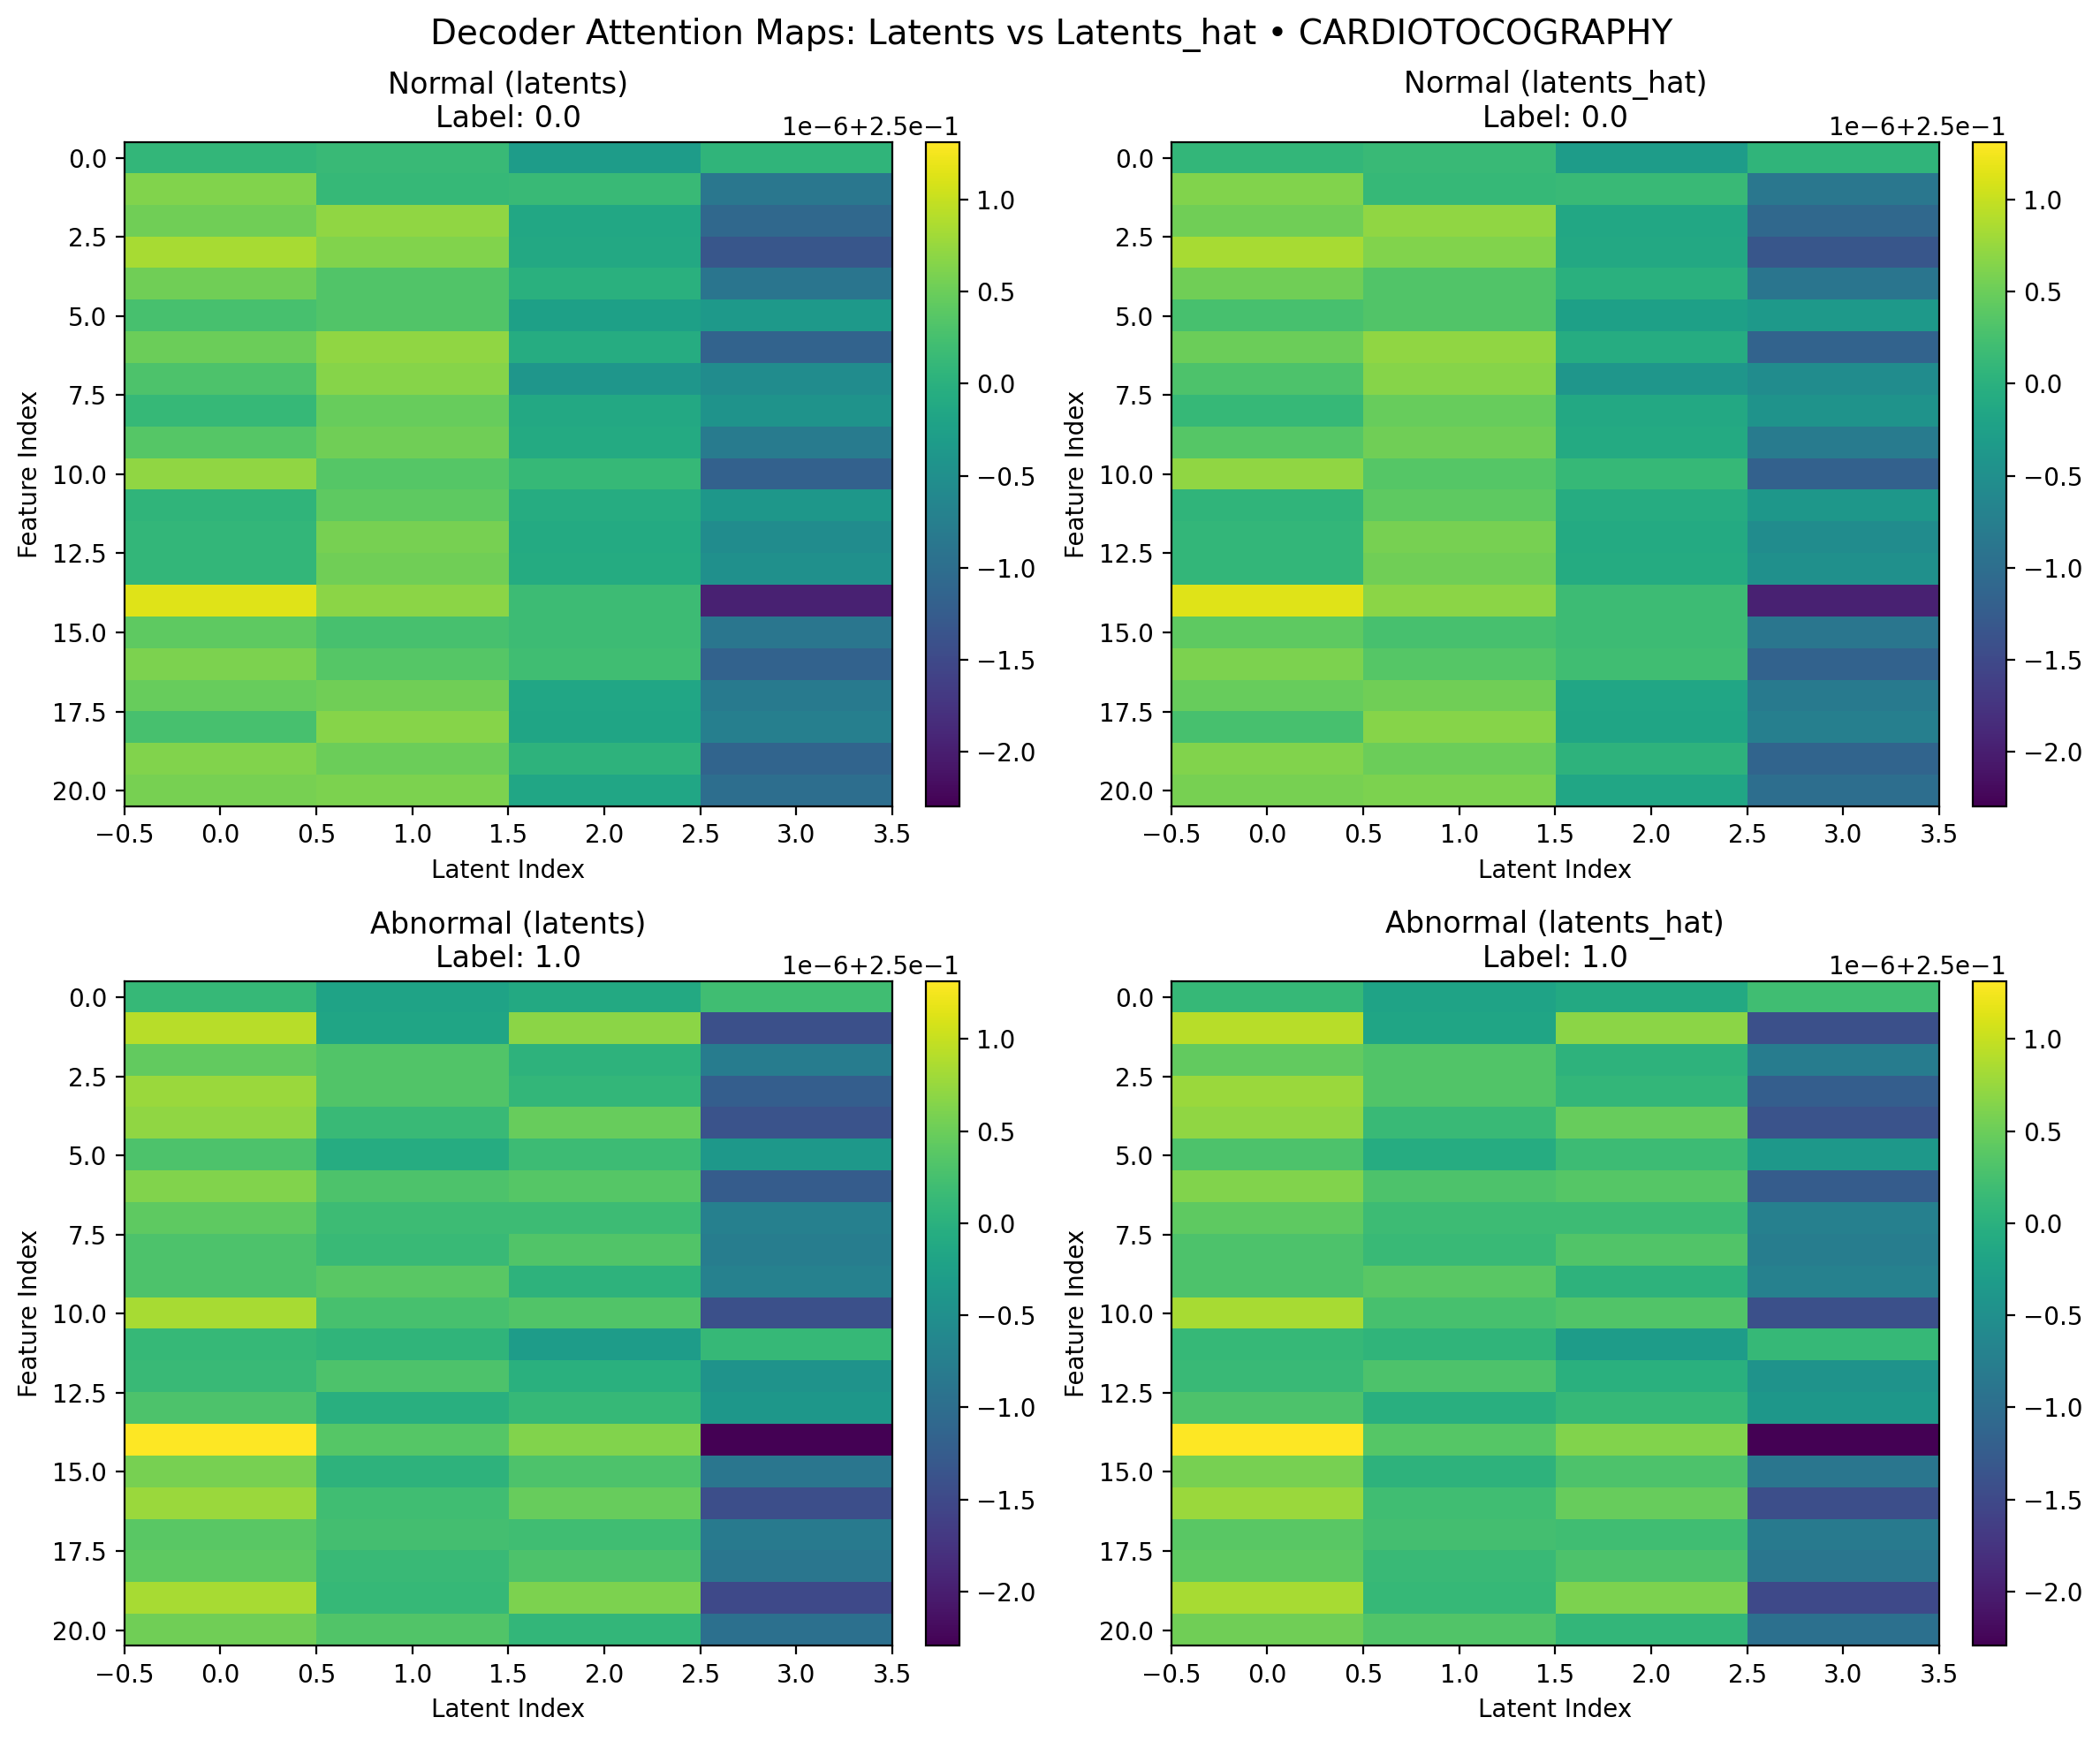 Decoder Attention Maps: Latents vs Latents_hat • CARDIOTOCOGRAPHY
Normal (latents)
Label: 0.0
1e−6+2.5e−1
0.0
2.5
5.0
7.5
10.0
12.5
15.0
17.5
20.0
Feature Index
−0.5 0.0 0.5 1.0 1.5 2.0 2.5 3.0 3.5
Latent Index
1.0
0.5
0.0
−0.5
−1.0
−1.5
−2.0
Normal (latents_hat)
Label: 0.0
1e−6+2.5e−1
0.0
2.5
5.0
7.5
10.0
12.5
15.0
17.5
20.0
Feature Index
−0.5 0.0 0.5 1.0 1.5 2.0 2.5 3.0 3.5
Latent Index
1.0
0.5
0.0
−0.5
−1.0
−1.5
−2.0
Abnormal (latents)
Label: 1.0
1e−6+2.5e−1
0.0
2.5
5.0
7.5
10.0
12.5
15.0
17.5
20.0
Feature Index
−0.5 0.0 0.5 1.0 1.5 2.0 2.5 3.0 3.5
Latent Index
1.0
0.5
0.0
−0.5
−1.0
−1.5
−2.0
Abnormal (latents_hat)
Label: 1.0
1e−6+2.5e−1
0.0
2.5
5.0
7.5
10.0
12.5
15.0
17.5
20.0
Feature Index
−0.5 0.0 0.5 1.0 1.5 2.0 2.5 3.0 3.5
Latent Index
1.0
0.5
0.0
−0.5
−1.0
−1.5
−2.0